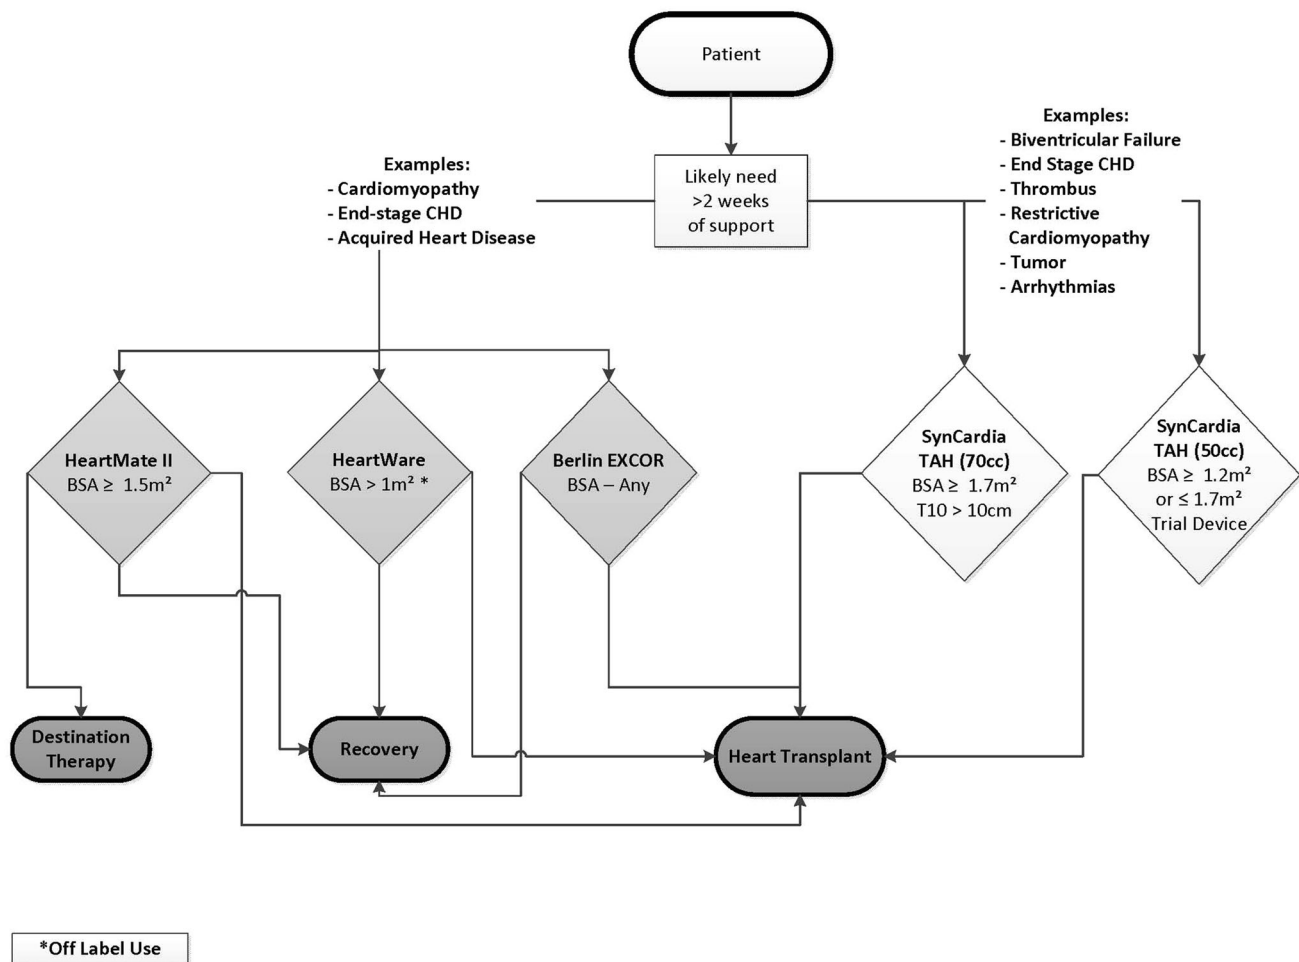 Patient
Likely need
>2 weeks
of support
Examples:
- Cardiomyopathy
- End-stage CHD
- Acquired Heart Disease
Examples:
- Biventricular Failure
- End Stage CHD
- Thrombus
- Restrictive
Cardiomyopathy
- Tumor
- Arrhythmias
HeartMate II
BSA ≥ 1.5m²
HeartWare
BSA > 1m² *
Berlin EXCOR
BSA – Any
SynCardia
TAH (70cc)
BSA ≥ 1.7m²
T10 > 10cm
SynCardia
TAH (50cc)
BSA ≥ 1.2m²
or ≤ 1.7m²
Trial Device
Destination
Therapy
Recovery
Heart Transplant
*Off Label Use